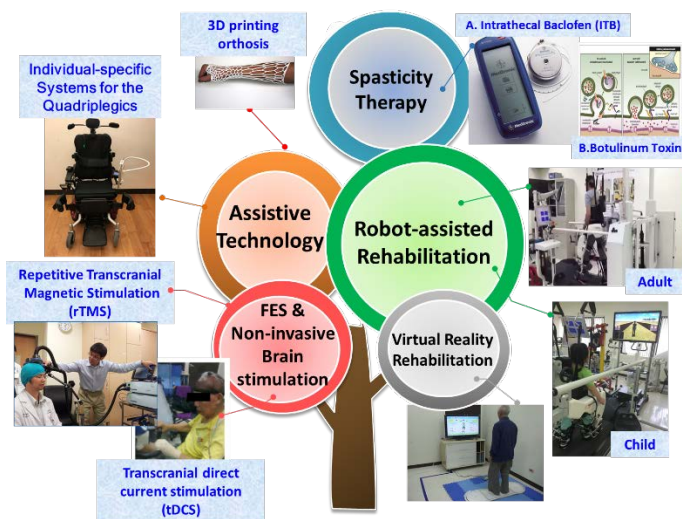 3D printing
orthosis
Individual-specific
Systems for the
Quadriplegics
Spasticity
Therapy
A. Intrathecal Baclofen (ITB)
B.Botulinum Toxin
Assistive
Technology
Robot-assisted
Rehabilitation
Adult
Repetitive Transcranial
Magnetic Stimulation
(rTMS)
FES &
Non-invasive
Brain
stimulation
Virtual Reality
Rehabilitation
Child
Transcranial direct
current stimulation
(tDCS)